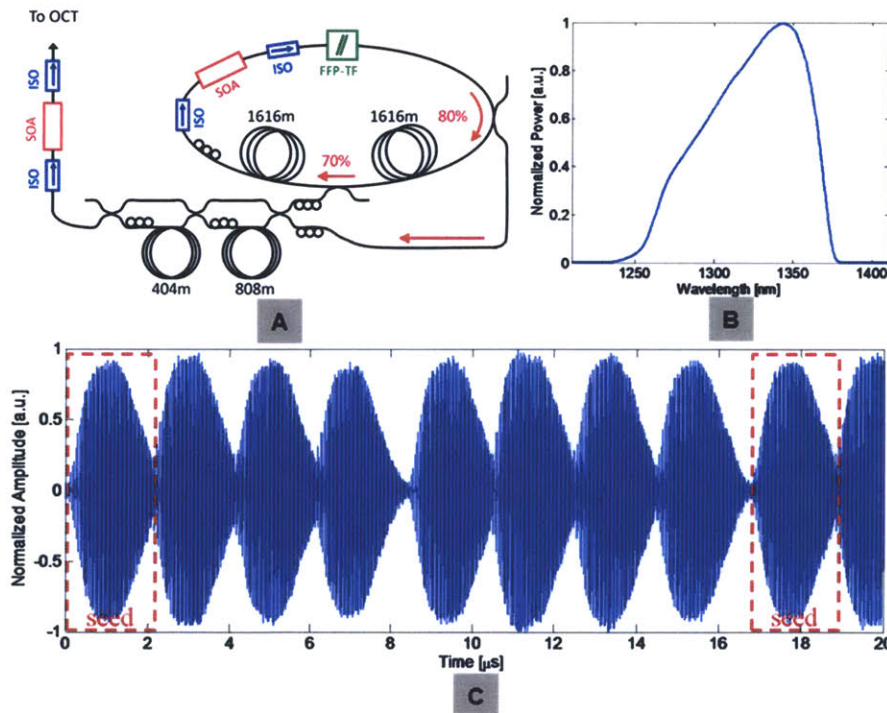 To OCT
ISO
SOA
ISO
ISO
SOA
ISO
FFP-TF
1616m
1616m
80%
70%
404m
808m
A
Normalized Power [a.u.]
1
0.8
0.6
0.4
0.2
0
1250
1300
1350
1400
Wavelength [nm]
B
Normalized Amplitude [a.u.]
1
0.5
0
-0.5
-1
seed
seed
0
2
4
6
8
10
12
14
16
18
20
Time [μs]
C